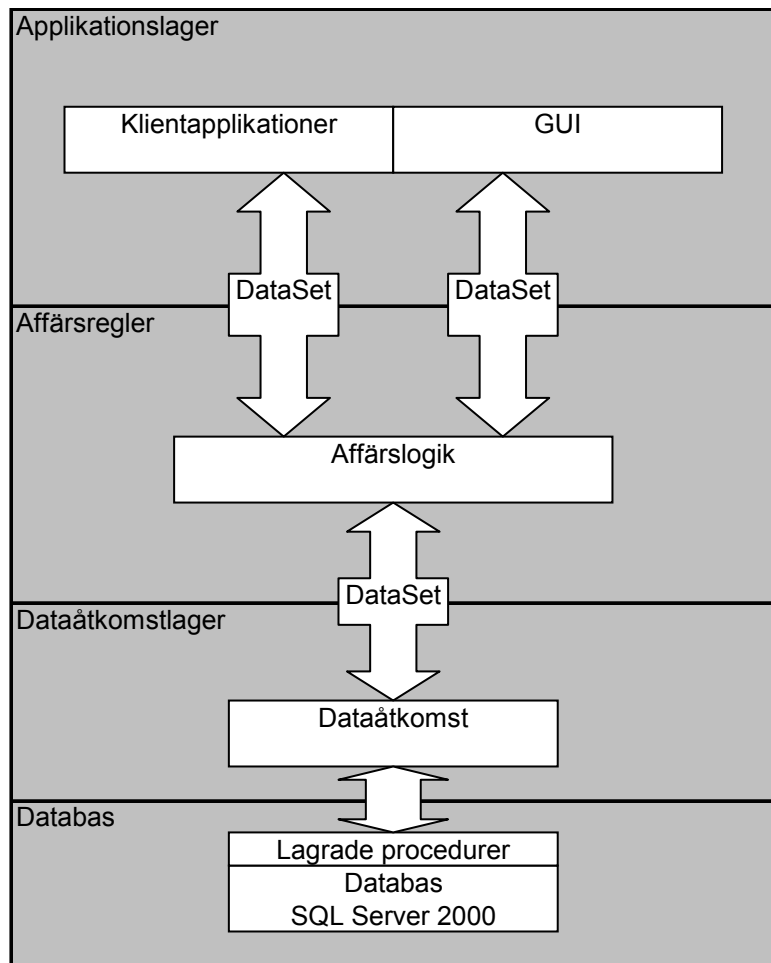 Applikationslager
Klientapplikationer
GUI
DataSet
DataSet
Affärsregler
Affärslogik
DataSet
Dataåtkomstlager
Dataåtkomst
Databas
Lagrade procedurer
Databas
SQL Server 2000